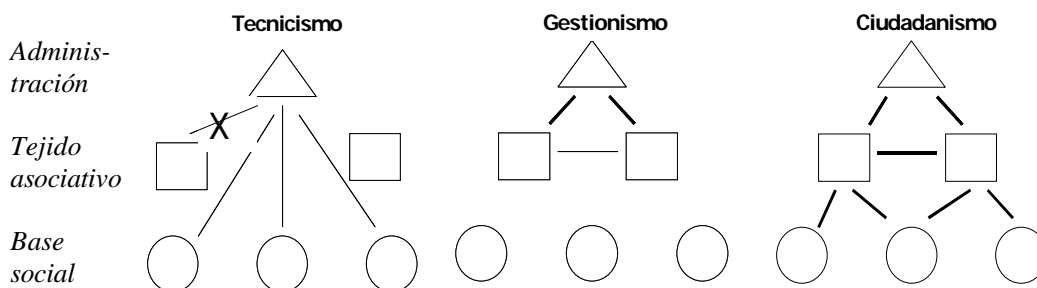 Tecnicismo
Gestionismo
Ciudadanismo
Adminis-
tración
X
Tejido
asociativo
Base
social